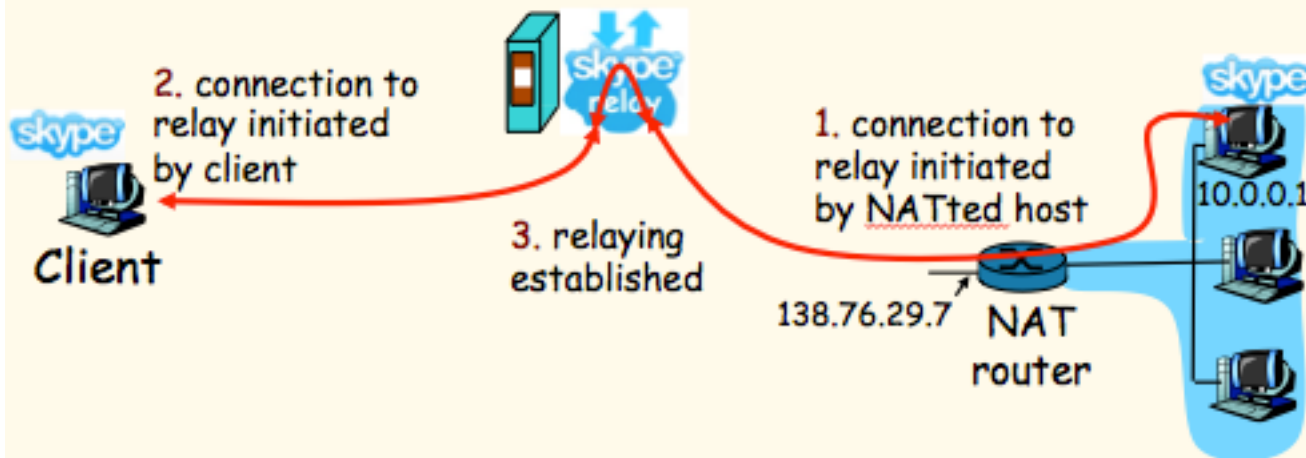 skype
2. connection to
relay initiated
by client
Client
skype
relay
3. relaying
established
1. connection to
relay initiated
by NATted host
138.76.29.7
NAT
router
skype
10.0.0.1